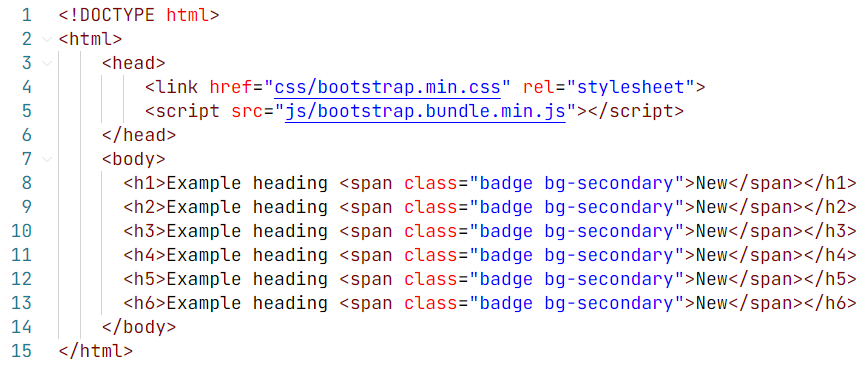 1 <!DOCTYPE html>
2 <html>
3 <head>
4 <link href="css/bootstrap.min.css" rel="stylesheet">
5 <script src="js/bootstrap.bundle.min.js"></script>
6 </head>
7 <body>
8 <h1>Example heading <span class="badge bg-secondary">New</span></h1>
9 <h2>Example heading <span class="badge bg-secondary">New</span></h2>
10 <h3>Example heading <span class="badge bg-secondary">New</span></h3>
11 <h4>Example heading <span class="badge bg-secondary">New</span></h4>
12 <h5>Example heading <span class="badge bg-secondary">New</span></h5>
13 <h6>Example heading <span class="badge bg-secondary">New</span></h6>
14 </body>
15 </html>